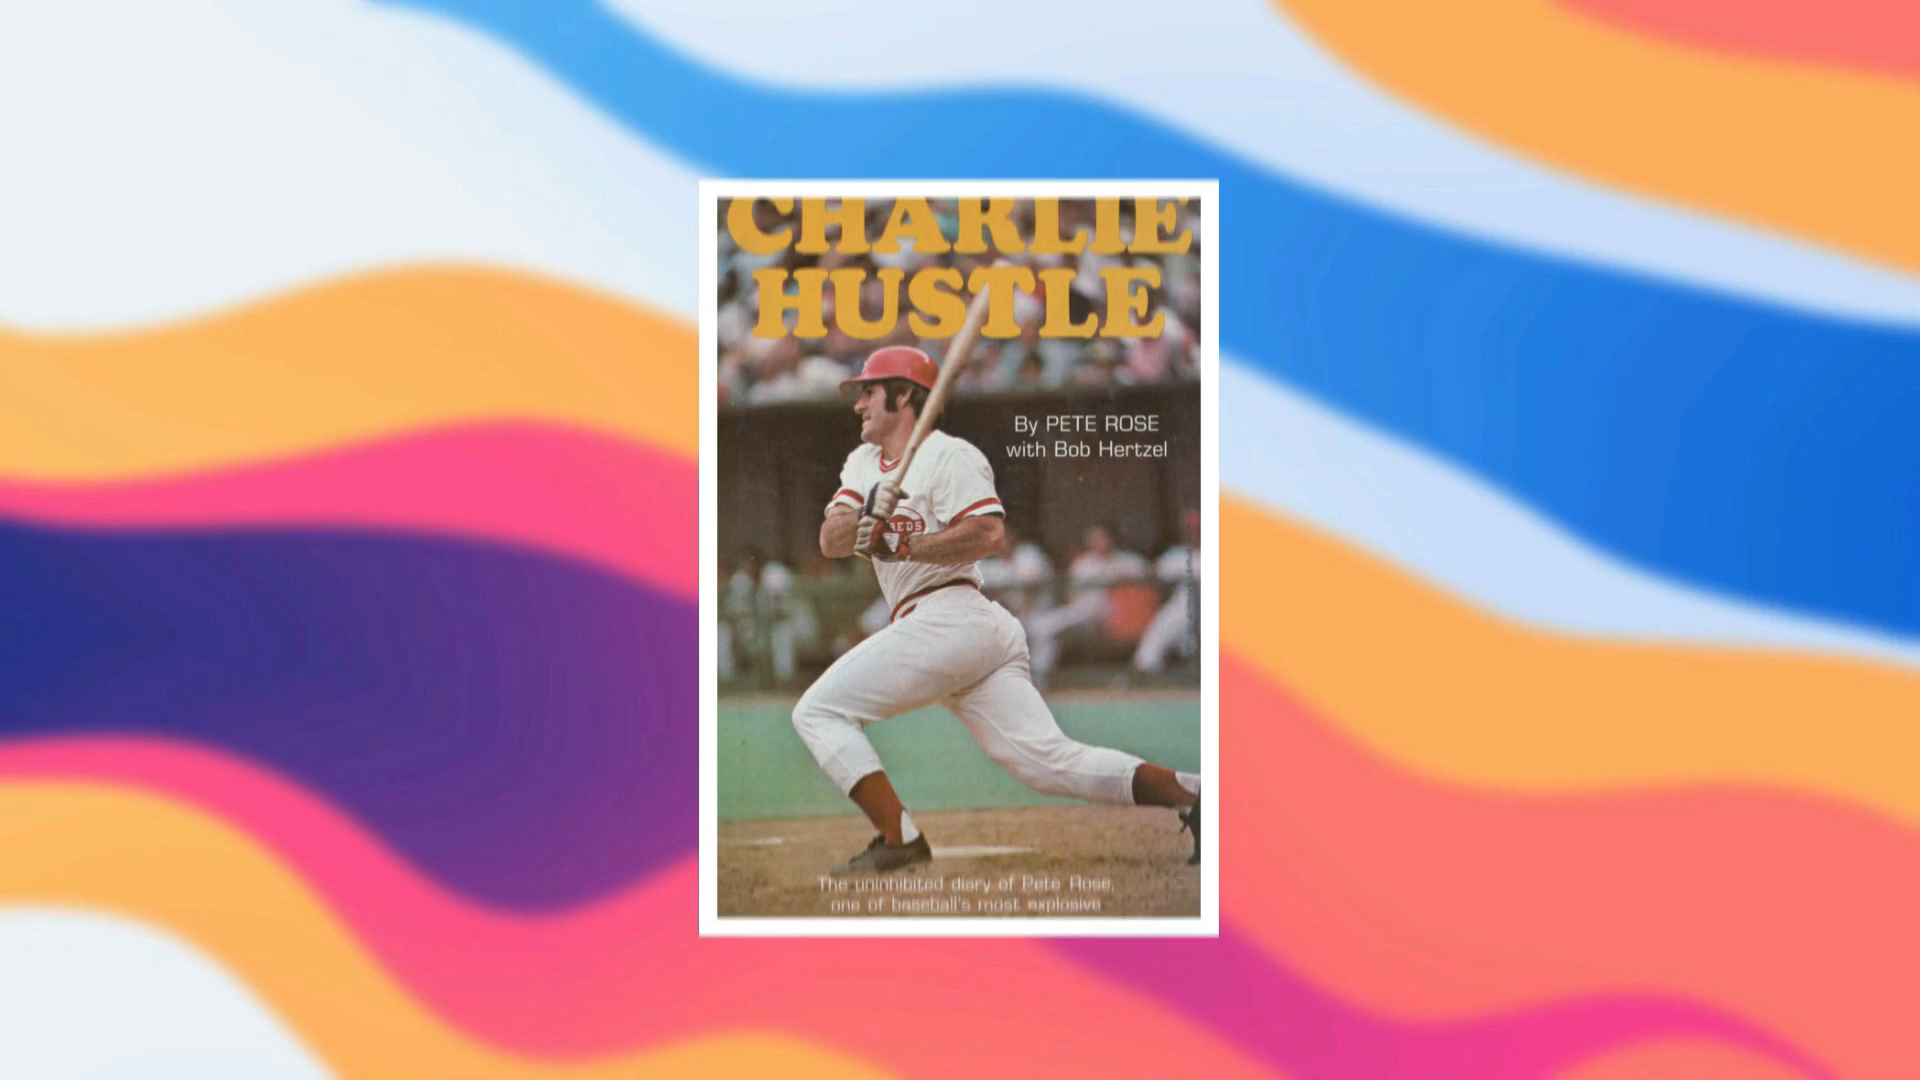 CHARLIE
HUSTLE
By PETE ROSE
with Bob Hertzel
REDS
The uninhibited diary of Pete Rose,
one of baseball's most explosive